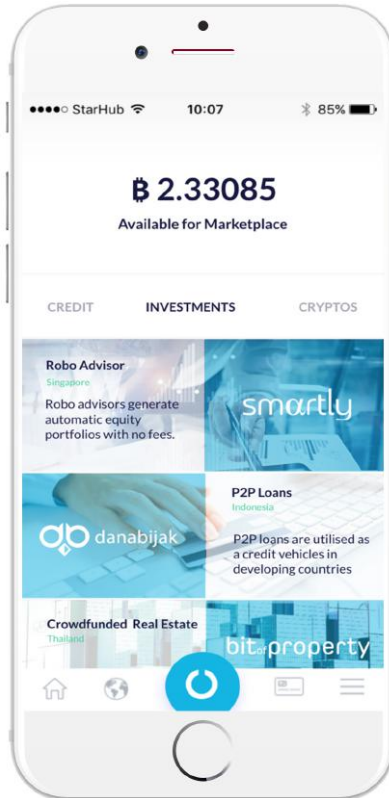 StarHub 10:07 85%
฿ 2.33085
Available for Marketplace
CREDIT INVESTMENTS CRYPTOS
Robo Advisor
Singapore
Robo advisors generate
automatic equity
portfolios with no fees.
smartly
P2P Loans
Indonesia
danabijak
P2P loans are utilised as
a credit vehicles in
developing countries
Crowdfunded Real Estate
Thailand
bitofproperty